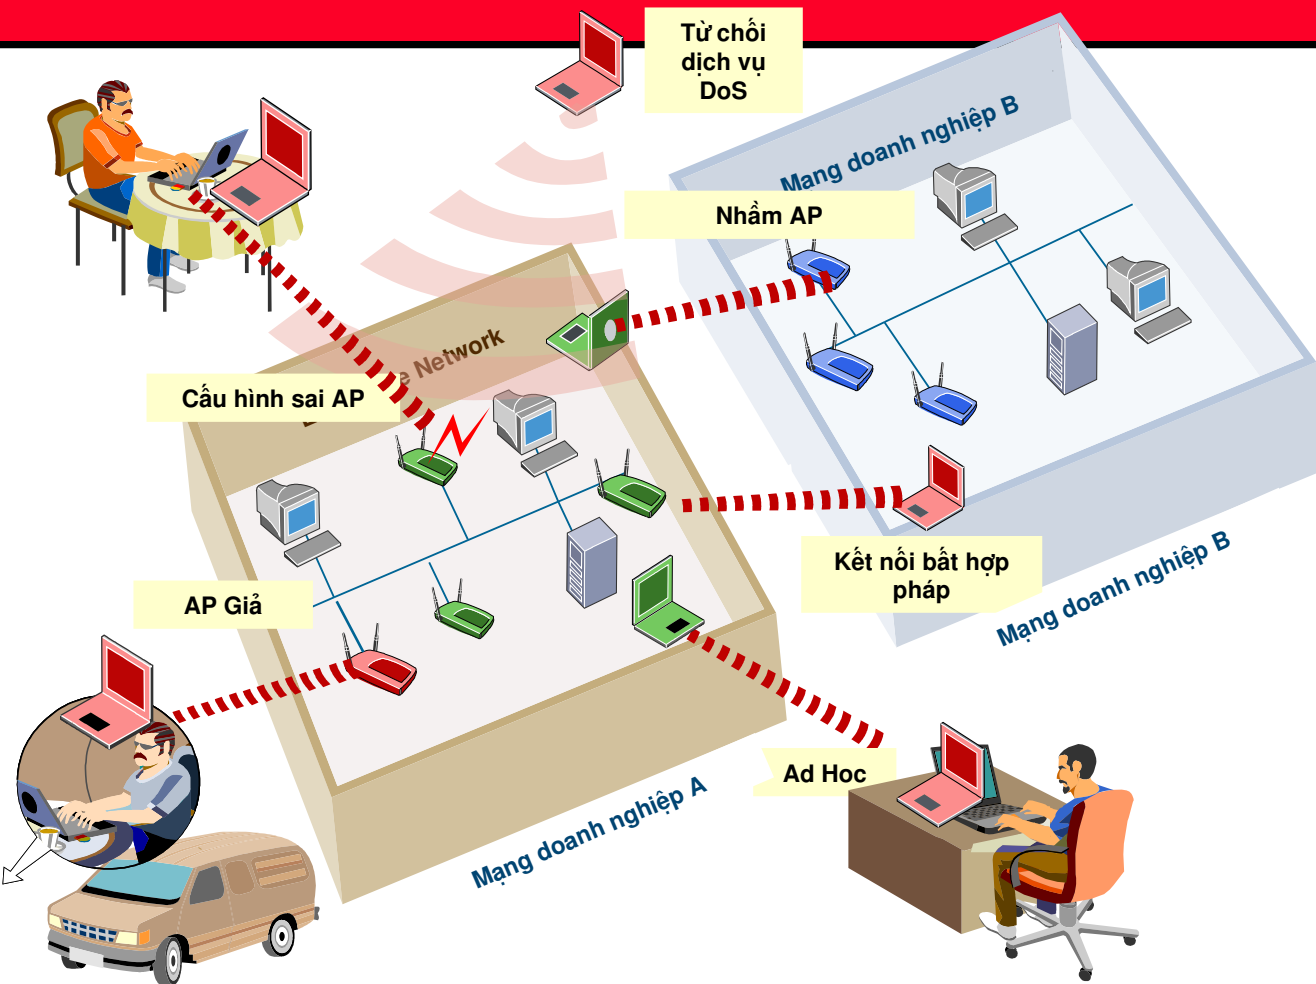 Từ chối
dịch vụ
DoS
Mạng doanh nghiệp B
Nhầm AP
e Network
Cấu hình sai AP
Kết nối bất hợp
pháp
Mạng doanh nghiệp B
AP Giả
Ad Hoc
Mạng doanh nghiệp A